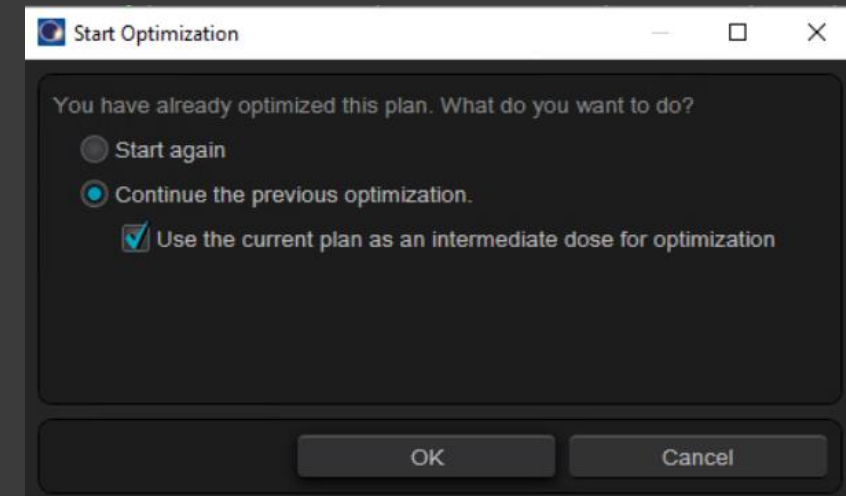 Start Optimization
You have already optimized this plan. What do you want to do?
Start again
Continue the previous optimization.
Use the current plan as an intermediate dose for optimization
OK
Cancel